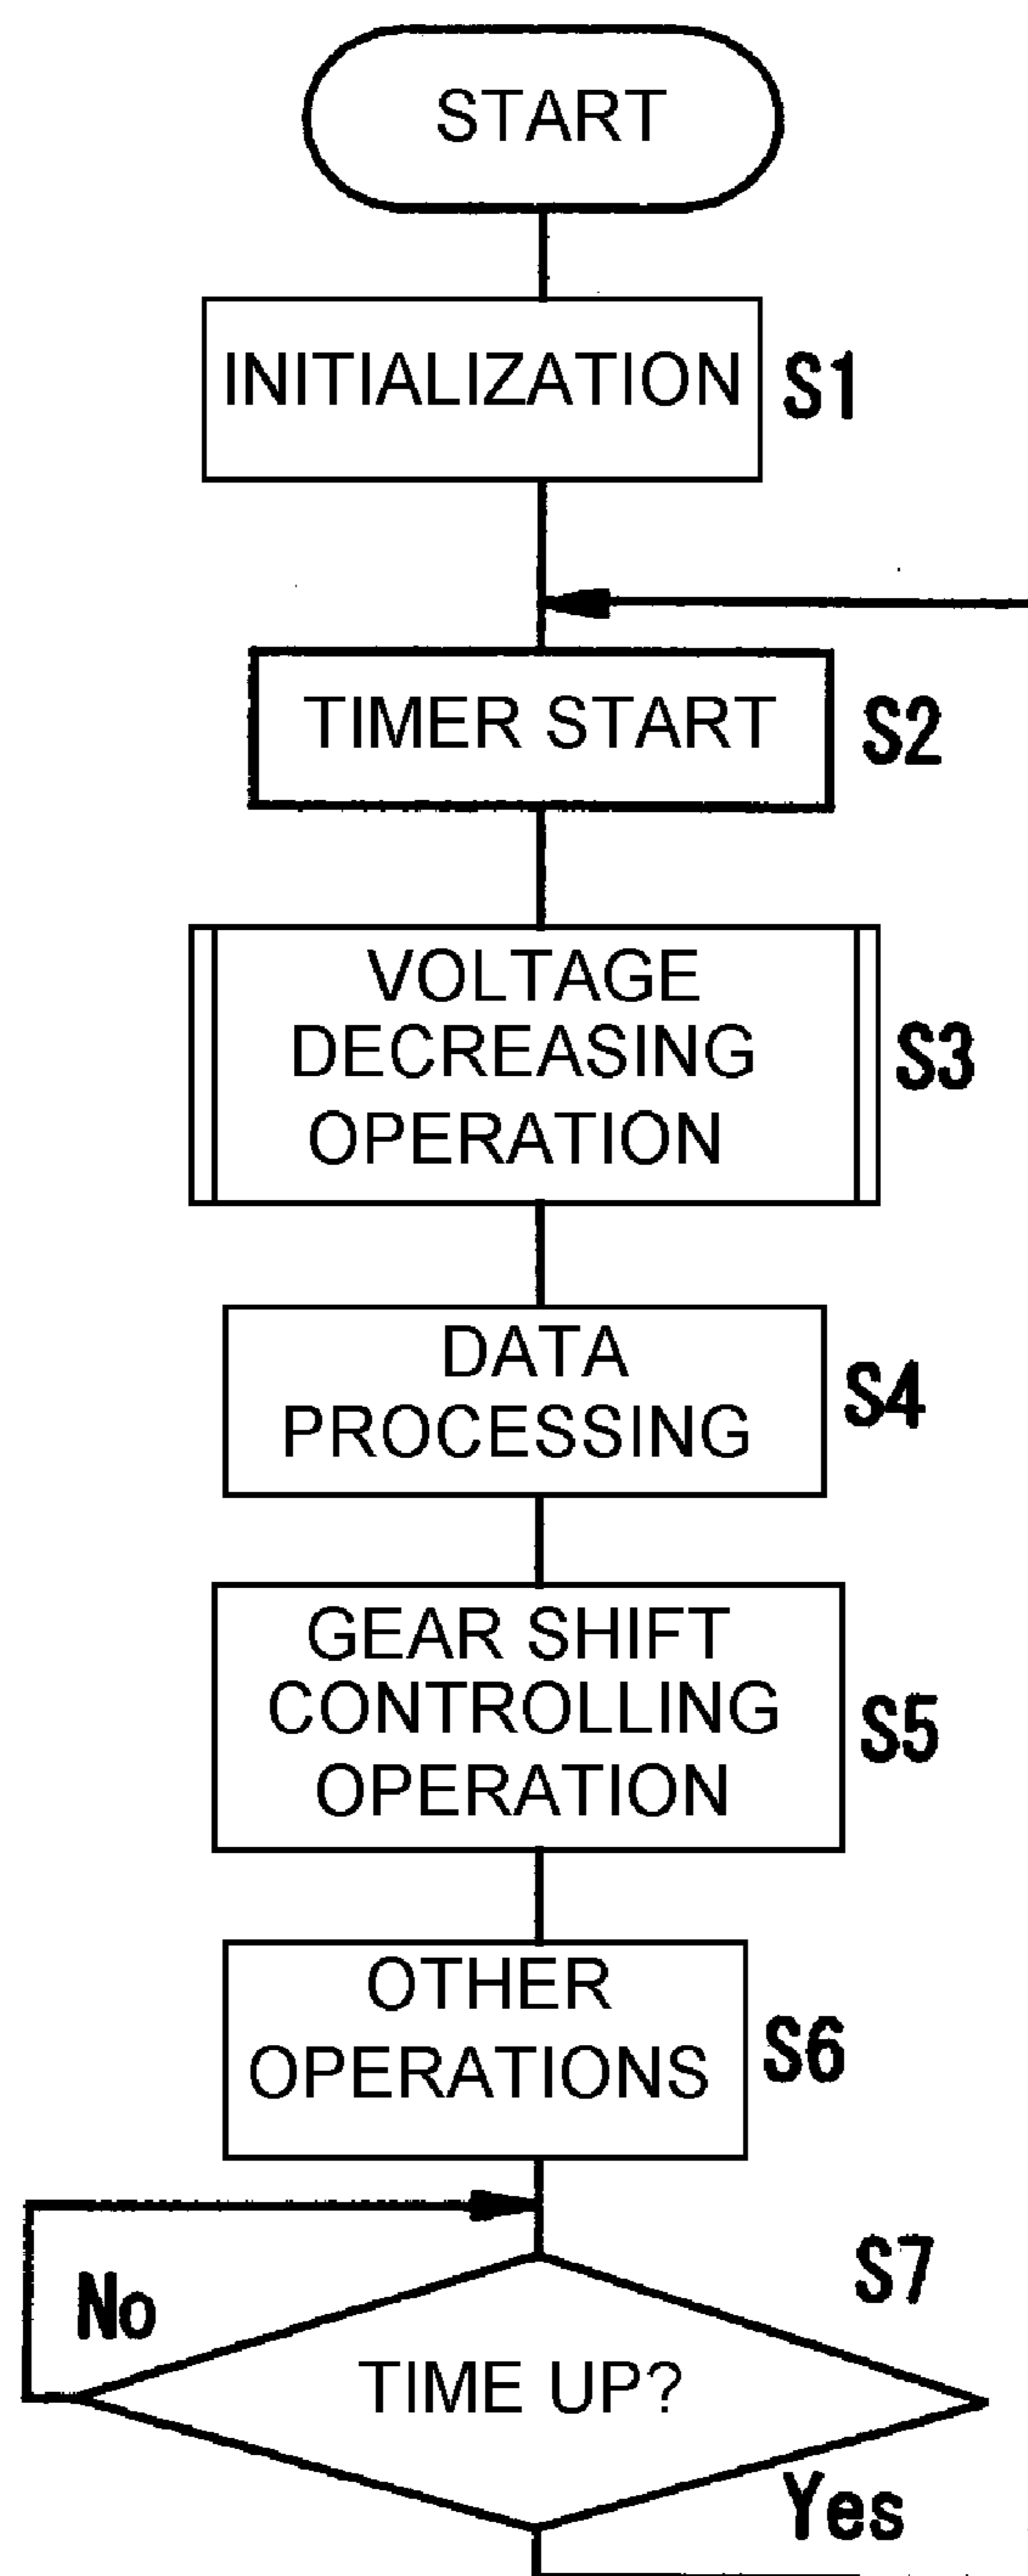 START
INITIALIZATION
S1
TIMER START
S2
VOLTAGE
DECREASING
OPERATION
S3
DATA
PROCESSING
S4
GEAR SHIFT
CONTROLLING
OPERATION
S5
OTHER
OPERATIONS
S6
S7
No
TIME UP?
Yes